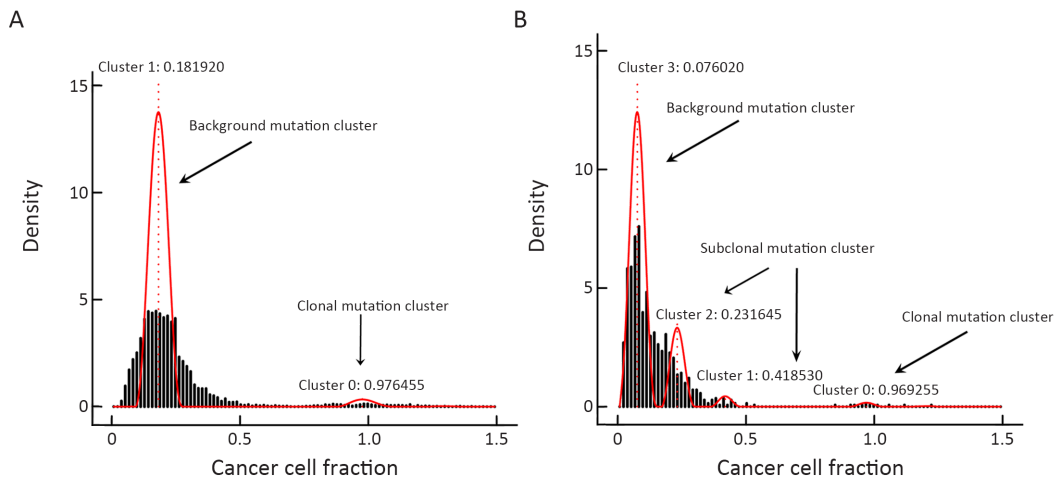 A
Cluster 1: 0.181920
15
Background mutation cluster
10
Density
Clonal mutation cluster
5
Cluster 0: 0.976455
0
0
0.5
1.0
1.5
Cancer cell fraction
B
15
Cluster 3: 0.076020
Background mutation cluster
10
Density
Subclonal mutation cluster
5
Cluster 2: 0.231645
Clonal mutation cluster
Cluster 1: 0.418530
Cluster 0: 0.969255
0
0
0.5
1.0
1.5
Cancer cell fraction